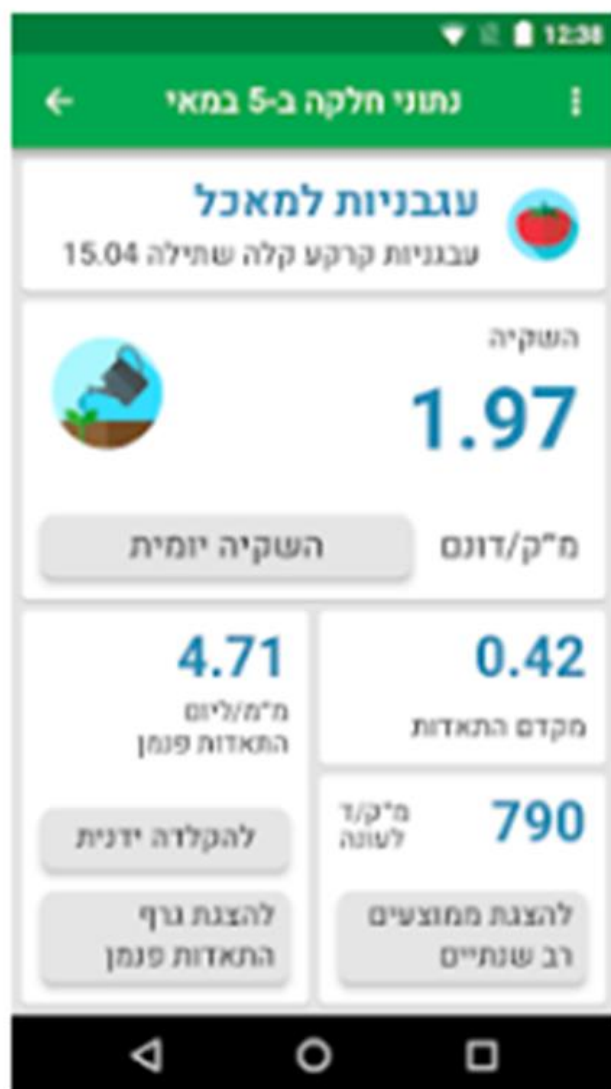 12:38
נתוני חלקה ב-5 במאי
עגבניות למאכל
עבגניות קרקע קלה שתילה 15.04
השקיה
1.97
מ"ק/דונם
השקיה יומית
0.42
מקדם התאדות
4.71
מ"מ/ליום
התאדות פנמן
790
מ"ק/ד
לעונה
להקלדה ידנית
להצגת ממוצעים
רב שנתיים
להצגת גרף
התאדות פנמן